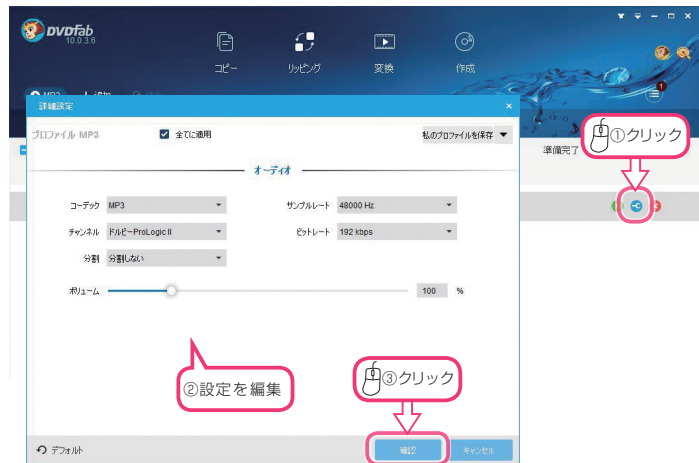 DVDFab
10.0.3.6
コピー
リッピング
変換
作成
MP3
1
詳細設定
プロファイル MP3
全てに適用
私のプロファイルを保存
準備完了
①クリック
オーディオ
コーデック MP3
サンプルレート 48000 Hz
チャンネル ドルビーProLogic II
ビットレート 192 kbps
分割 分割しない
ボリューム
100 %
②設定を編集
③クリック
デフォルト
確認
キャンセル